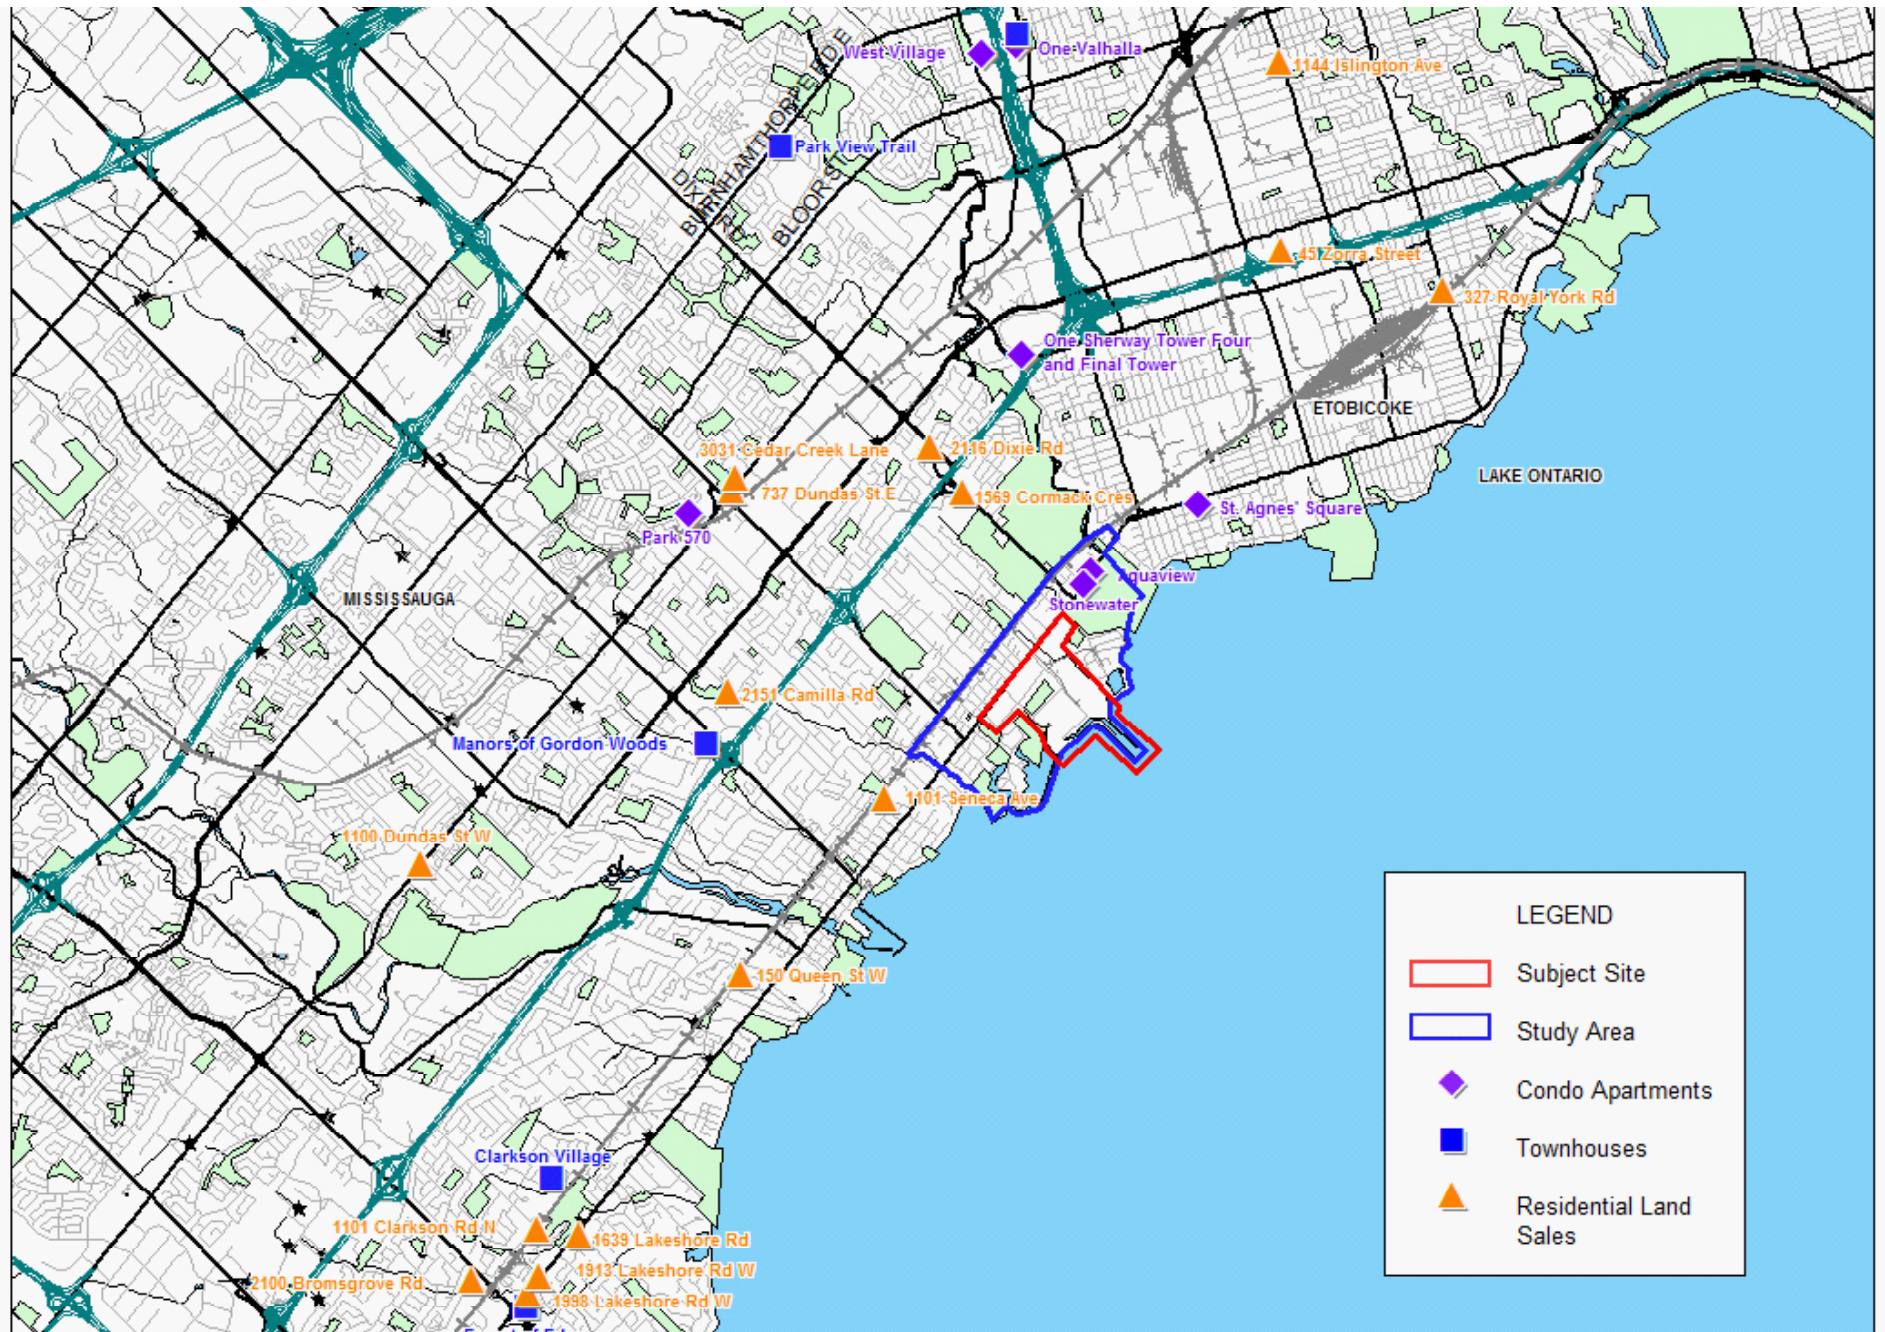 West Village
One Valhalla
1144 Islington Ave
BURNHAMTHORPE RD E
Park View Trail
DIXIE RD
BLOOR ST
45 Zorra Street
327 Royal York Rd
One Sherway Tower Four
and Final Tower
ETOBICOKE
3031 Cedar Creek Lane
2116 Dixie Rd
LAKE ONTARIO
737 Dundas St E
1569 Cormack Cres
St. Agnes' Square
Park 570
Aquaview
MISSISSAUGA
Stonewater
2151 Camilla Rd
Manors of Gordon Woods
1101 Seneca Ave
1100 Dundas St W
150 Queen St W
Clarkson Village
1101 Clarkson Rd N
1639 Lakeshore Rd
1913 Lakeshore Rd W
2100 Bromsgrove Rd
1998 Lakeshore Rd W
LEGEND
Subject Site
Study Area
Condo Apartments
Townhouses
Residential Land
Sales